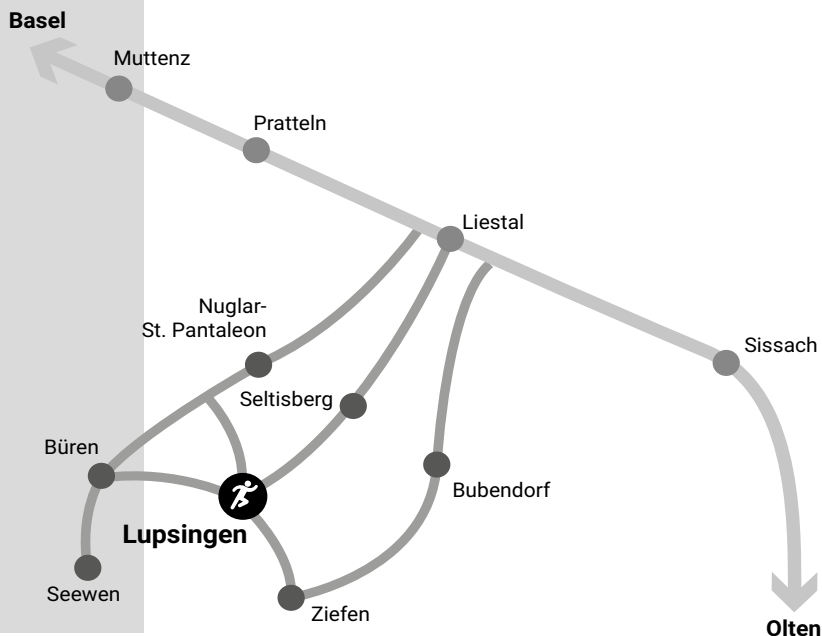 Basel
Muttenz
Pratteln
Liestal
Nuglar-
St. Pantaleon
Sissach
Seltisberg
Büren
Bubendorf
Lupsingen
Seewen
Ziefen
Olten